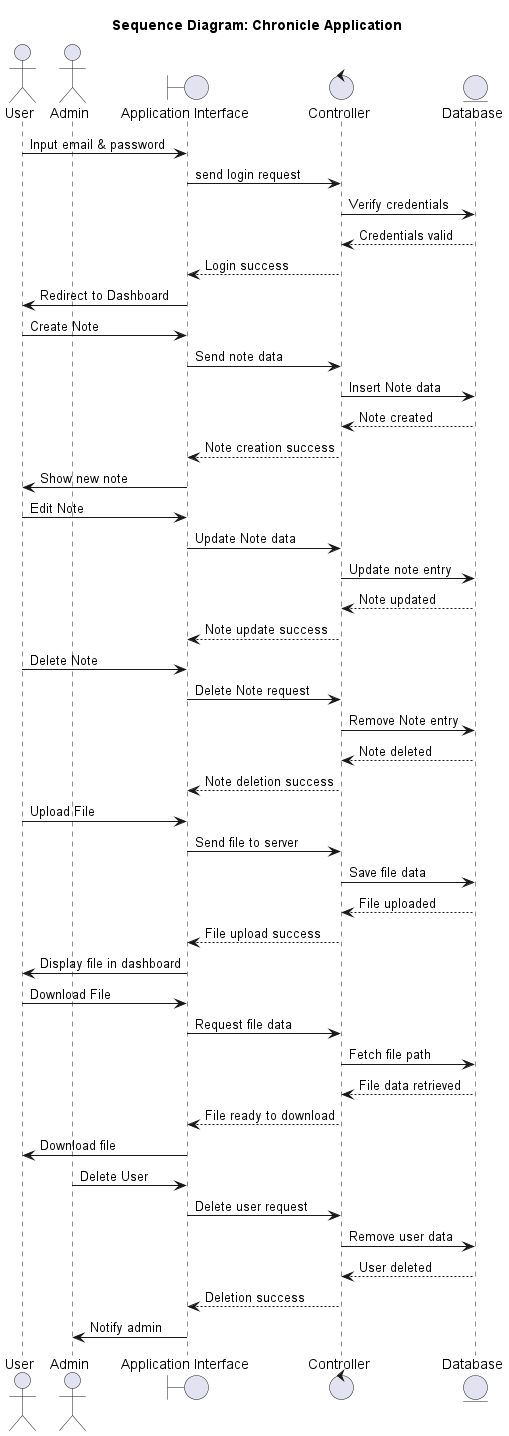 Sequence Diagram: Chronicle Application
User Admin Application Interface Controller Database
Input email & password
send login request
Verify credentials
Credentials valid
Login success
Redirect to Dashboard
Create Note
Send note data
Insert Note data
Note created
Note creation success
Show new note
Edit Note
Update Note data
Update note entry
Note updated
Note update success
Delete Note
Delete Note request
Remove Note entry
Note deleted
Note deletion success
Upload File
Send file to server
Save file data
File uploaded
File upload success
Display file in dashboard
Download File
Request file data
Fetch file path
File data retrieved
File ready to download
Download file
Delete User
Delete user request
Remove user data
User deleted
Deletion success
Notify admin
User Admin Application Interface Controller Database